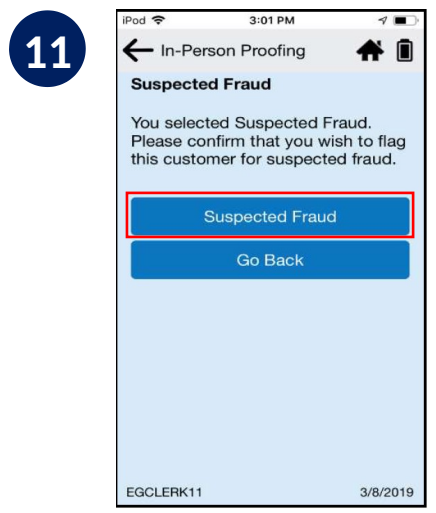 11
iPod 3:01 PM
In-Person Proofing
Suspected Fraud
You selected Suspected Fraud.
Please confirm that you wish to flag
this customer for suspected fraud.
Suspected Fraud
Go Back
EGCLERK11 3/8/2019